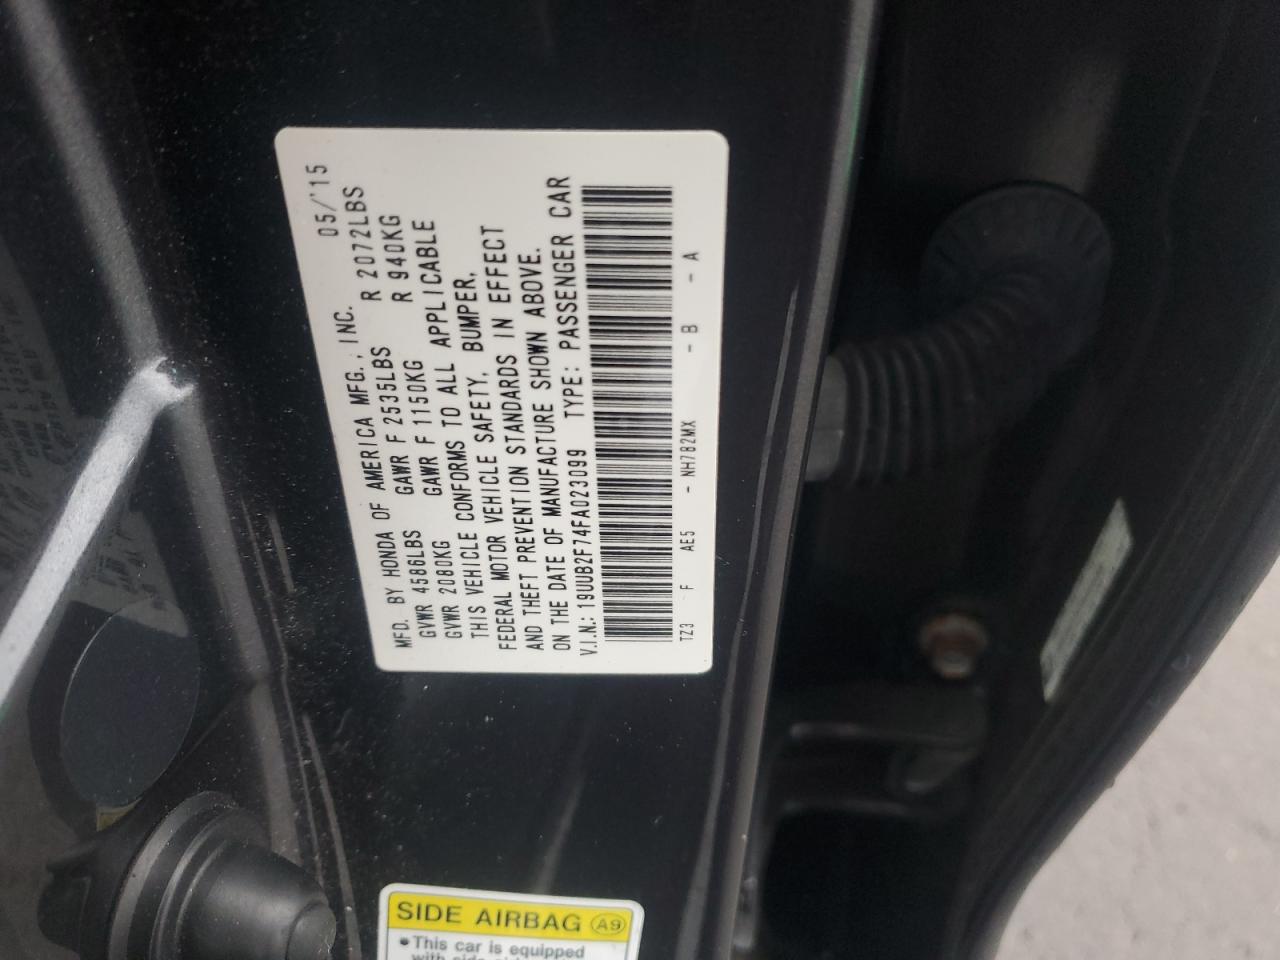 MFD. BY HONDA OF AMERICA MFG., INC. 05/'15
GVWR 4586LBS GAWR F 2535LBS R 2072LBS
GVWR 2080KG GAWR F 1150KG R 940KG
THIS VEHICLE CONFORMS TO ALL APPLICABLE
FEDERAL MOTOR VEHICLE SAFETY, BUMPER,
AND THEFT PREVENTION STANDARDS IN EFFECT
ON THE DATE OF MANUFACTURE SHOWN ABOVE.
V.I.N.: 19UUB2F74FA023099 TYPE: PASSENGER CAR
TZ3 F AE5 - NH782MX - B - A
SIDE AIRBAG A9
• This car is equipped